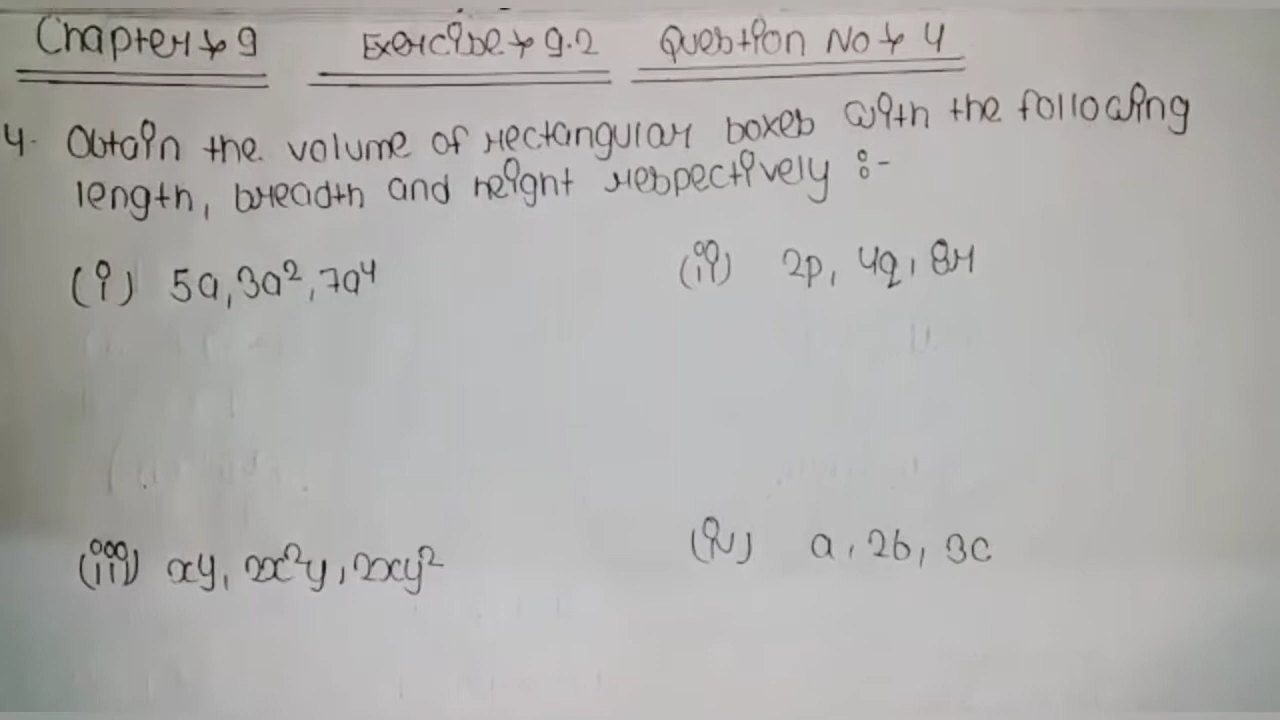 Chapter → 9 Exercise → 9.2 Question No → 4
4. Obtain the volume of rectangular boxes with the following
length, breadth and height respectively :-
(i) 5a, 3a², 7a⁴ (ii) 2p, 4q, 8r
(iii) xy, 2x²y, 2xy² (iv) a, 2b, 3c